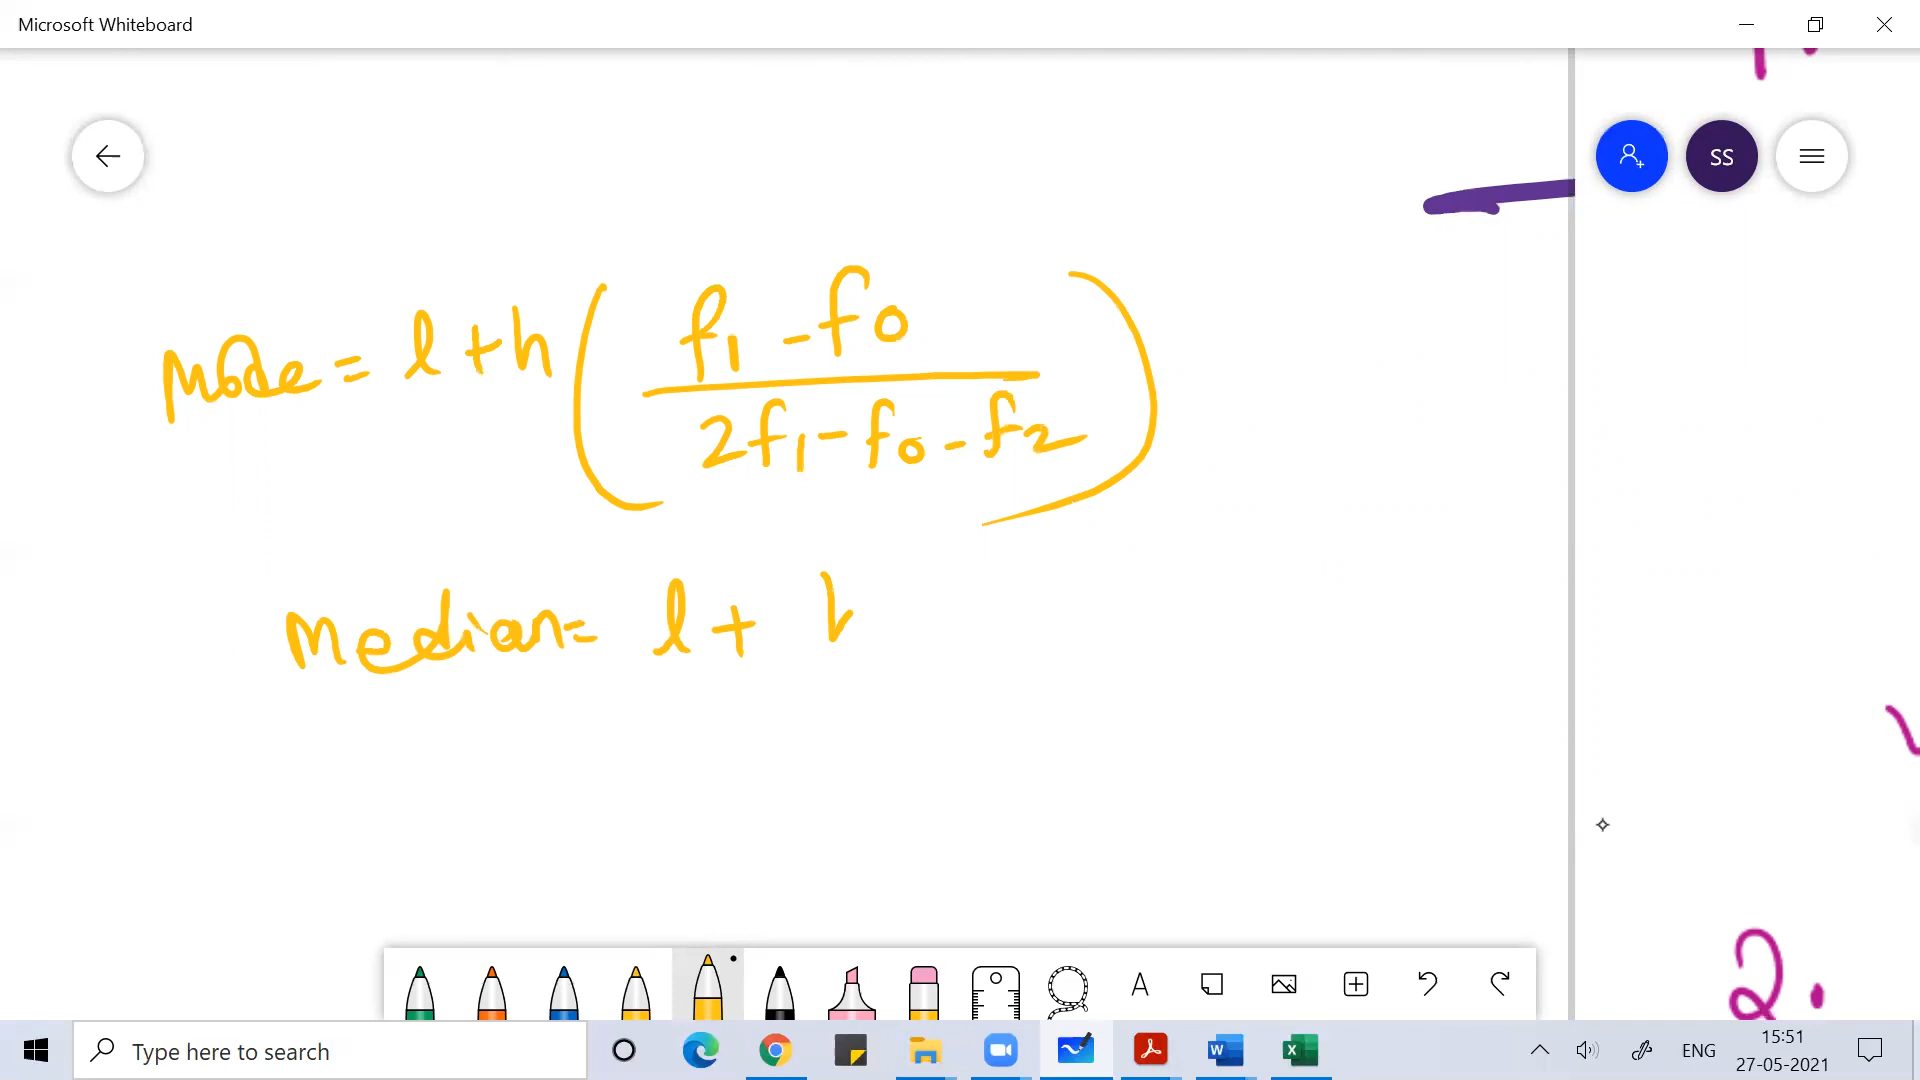 Microsoft Whiteboard
SS
Mode = l + h ( f1 - f0 / 2f1 - f0 - f2 )
Median = l +
2.
A
Type here to search
ENG
15:51
27-05-2021